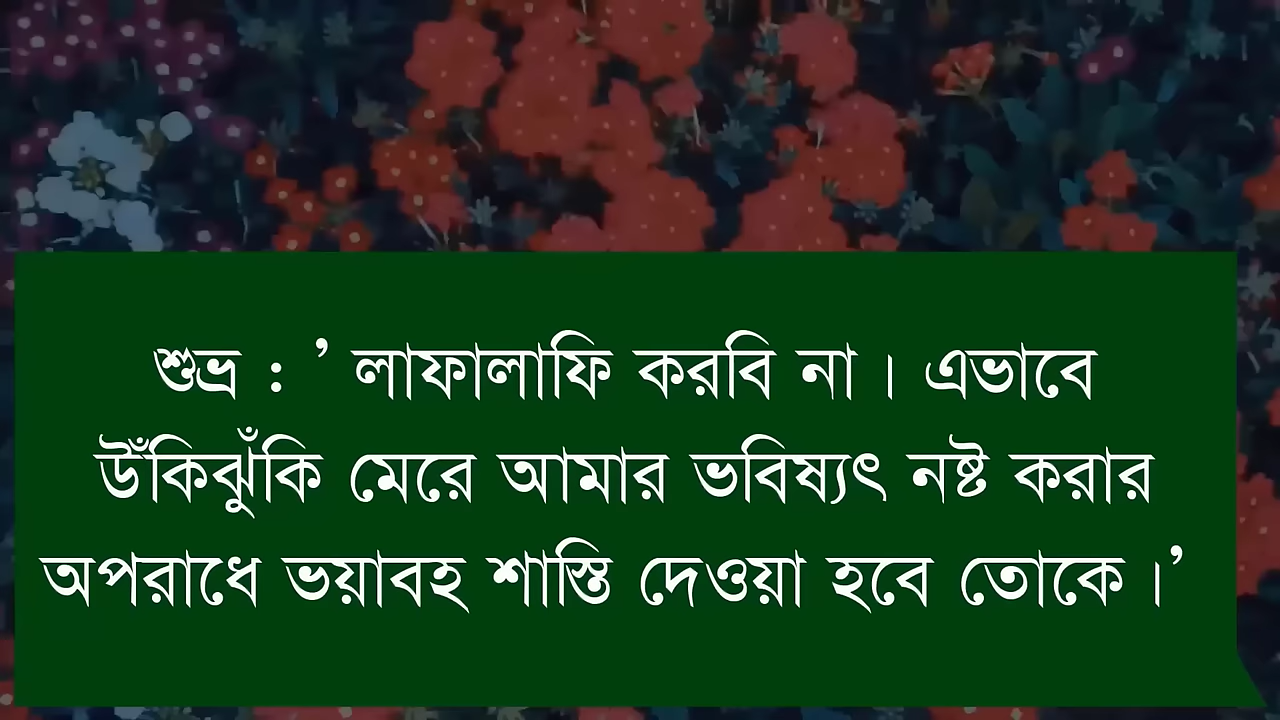 শুভ্র : ’ লাফালাফি করবি না । এভাবে
উঁকিঝুঁকি মেরে আমার ভবিষ্যৎ নষ্ট করার
অপরাধে ভয়াবহ শাস্তি দেওয়া হবে তোকে ।’